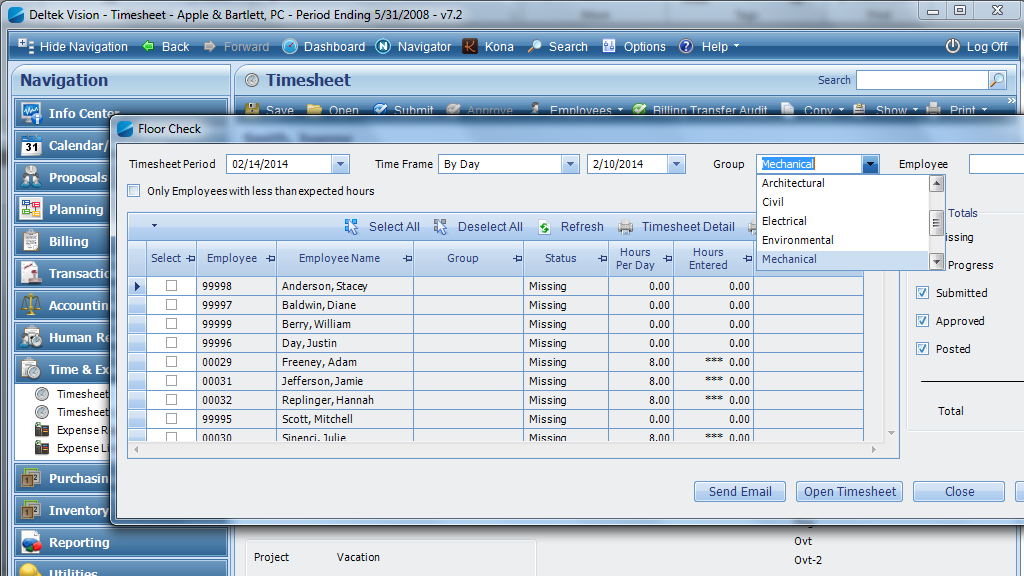 Deltek Vision - Timesheet - Apple & Bartlett, PC - Period Ending 5/31/2008 - v7.2
Hide Navigation Back Forward Dashboard Navigator Kona Search Options Help Log Off
Navigation
Timesheet
Search
Save Open Submit Approve Employees Billing Transfer Audit Copy Show Print
Info Center
Calendar/
Proposals
Planning
Billing
Transactio
Accountin
Human Re
Time & Ex
Timesheet
Timesheet
Expense R
Expense Li
Purchasin
Inventory
Reporting
Utilities
Floor Check
Timesheet Period 02/14/2014 Time Frame By Day 2/10/2014 Group Mechanical Employee
Only Employees with less than expected hours
Architectural
Civil
Electrical
Environmental
Mechanical
Select All Deselect All Refresh Timesheet Detail
Select Employee Employee Name Group Status Hours Per Day Hours Entered
99998 Anderson, Stacey Missing 0.00 0.00
99997 Baldwin, Diane Missing 0.00 0.00
99999 Berry, William Missing 0.00 0.00
99996 Day, Justin Missing 0.00 0.00
00029 Freeney, Adam Missing 8.00 *** 0.00
00031 Jefferson, Jamie Missing 8.00 *** 0.00
00032 Replinger, Hannah Missing 8.00 *** 0.00
99995 Scott, Mitchell Missing 0.00 0.00
00030 Sinenci, Julie Missing 8.00 *** 0.00
Totals
issing
Progress
Submitted
Approved
Posted
Total
Send Email Open Timesheet Close
Project Vacation
Ovt
Ovt-2